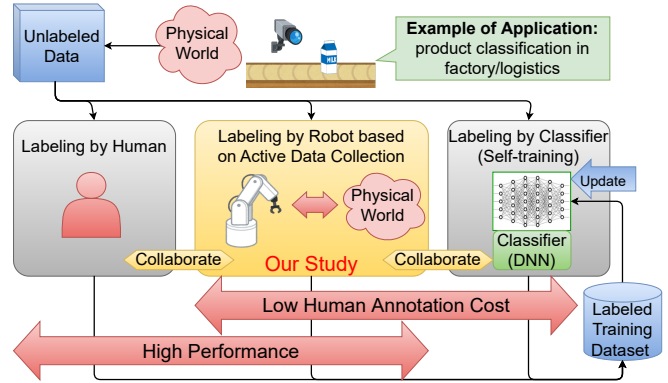 Unlabeled
Data
Physical
World
MILK
Example of Application:
product classification in
factory/logistics
Labeling by Human
Labeling by Robot based
on Active Data Collection
Labeling by Classifier
(Self-training)
Physical
World
Update
Classifier
(DNN)
Collaborate
Our Study
Collaborate
Low Human Annotation Cost
High Performance
Labeled
Training
Dataset